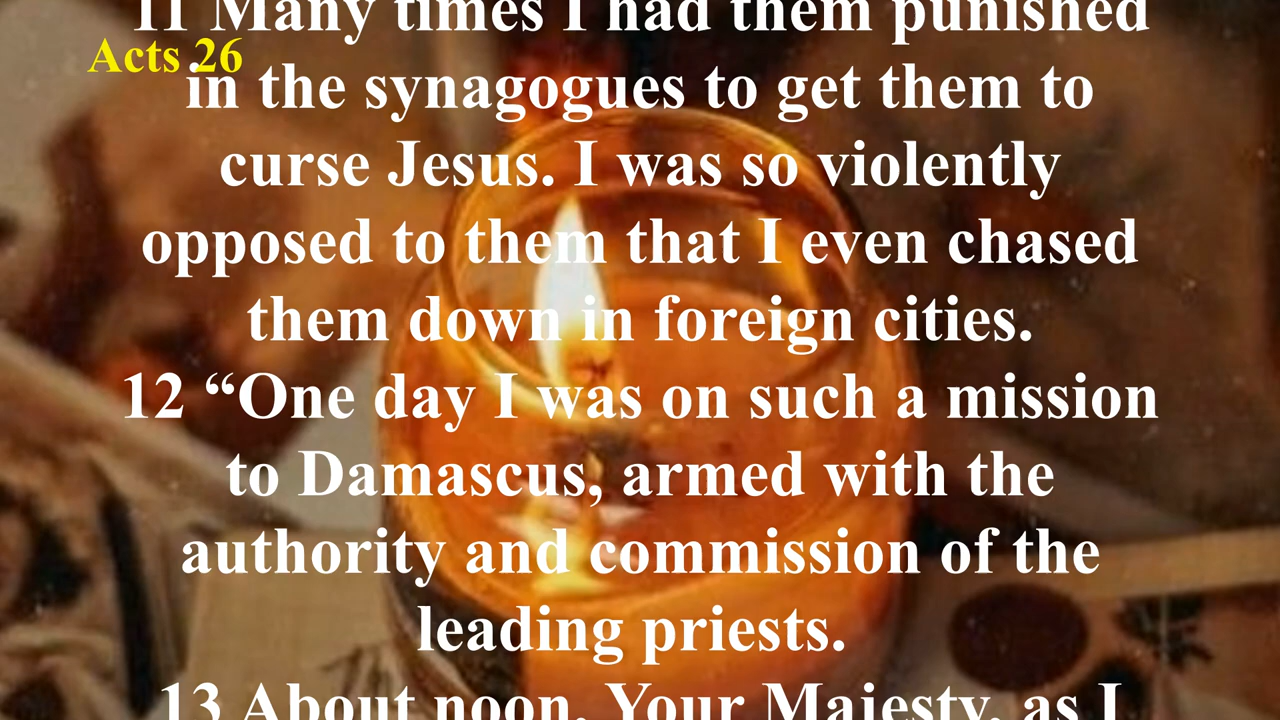 11 Many times I had them punished
Acts 26
in the synagogues to get them to
curse Jesus. I was so violently
opposed to them that I even chased
them down in foreign cities.
12 “One day I was on such a mission
to Damascus, armed with the
authority and commission of the
leading priests.
13 About noon, Your Majesty, as I